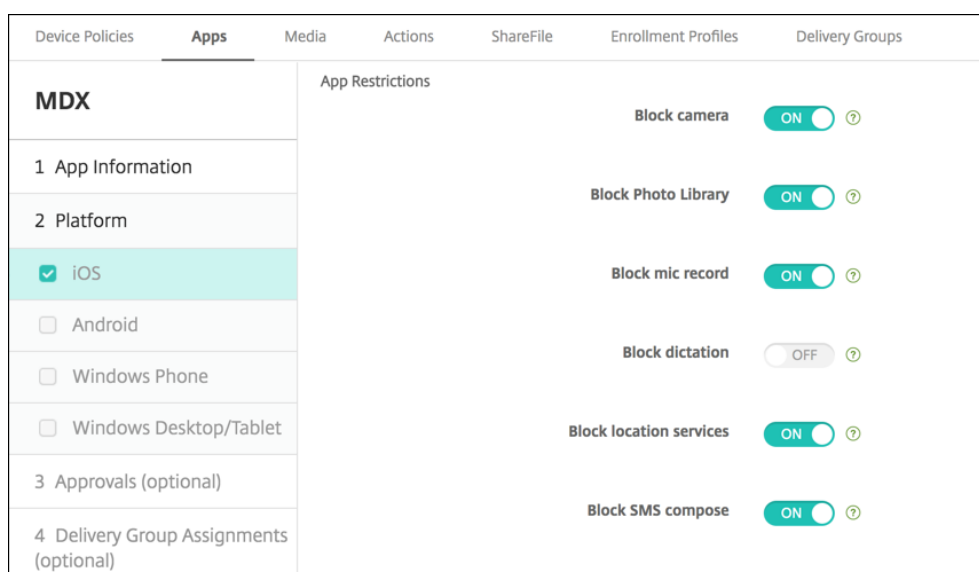 Device Policies Apps Media Actions ShareFile Enrollment Profiles Delivery Groups
MDX
1 App Information
2 Platform
iOS
Android
Windows Phone
Windows Desktop/Tablet
3 Approvals (optional)
4 Delivery Group Assignments
(optional)
App Restrictions
Block camera ON ?
Block Photo Library ON ?
Block mic record ON ?
Block dictation OFF ?
Block location services ON ?
Block SMS compose ON ?